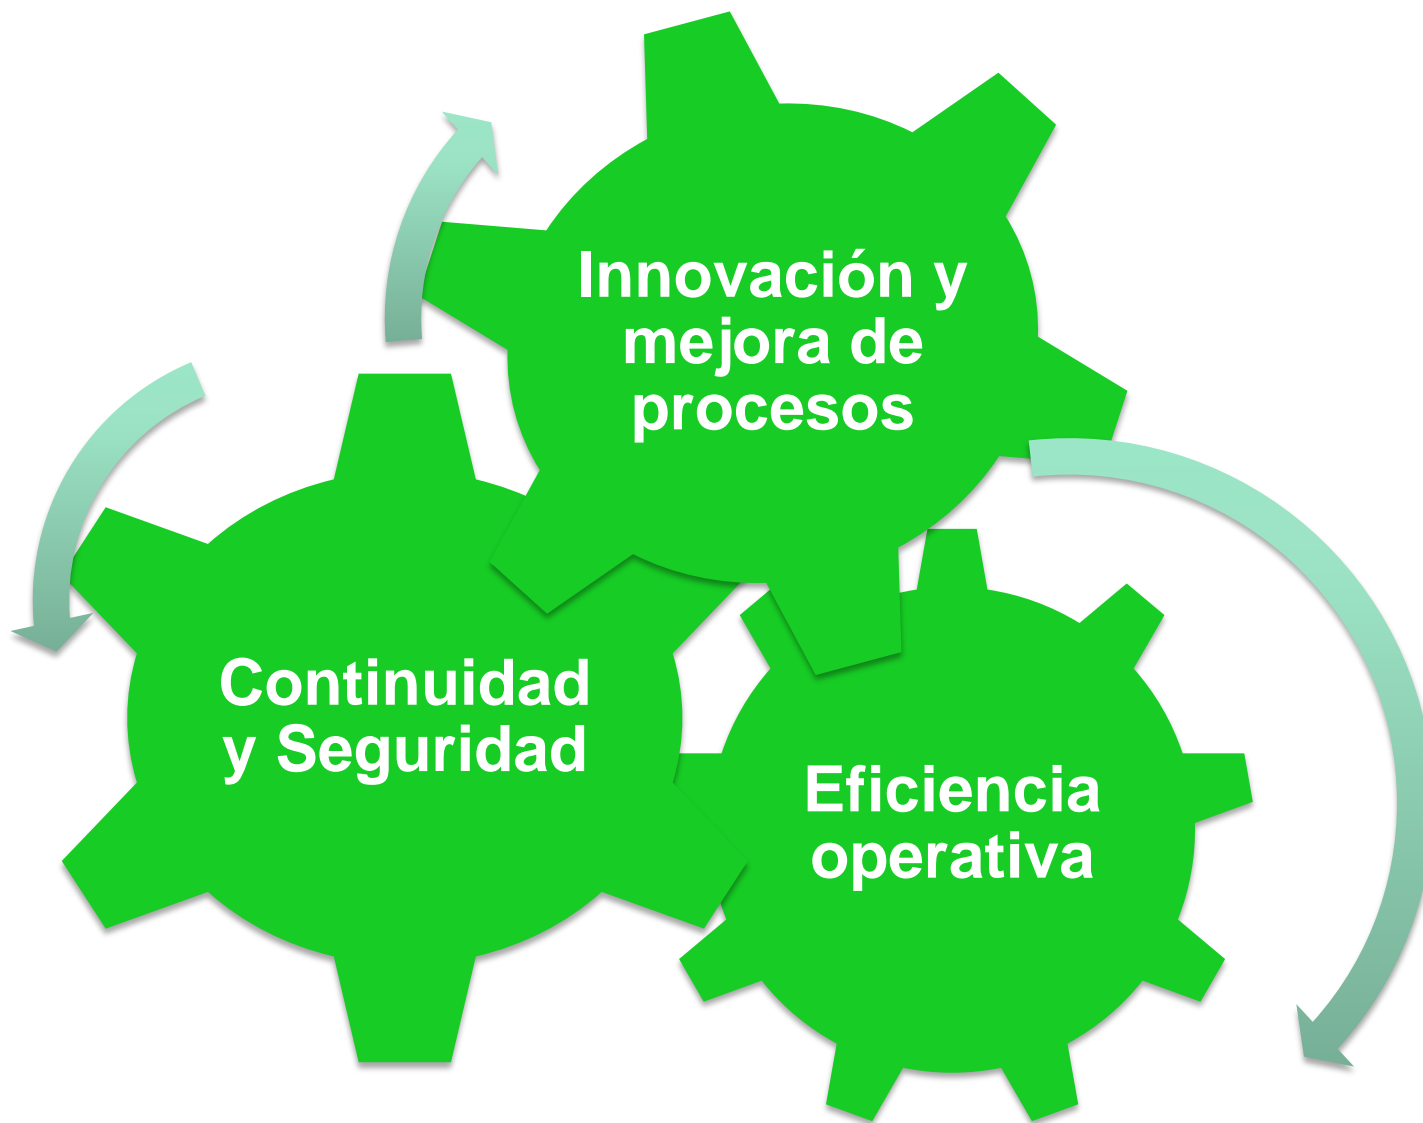 Innovación y
mejora de
procesos
Continuidad
y Seguridad
Eficiencia
operativa